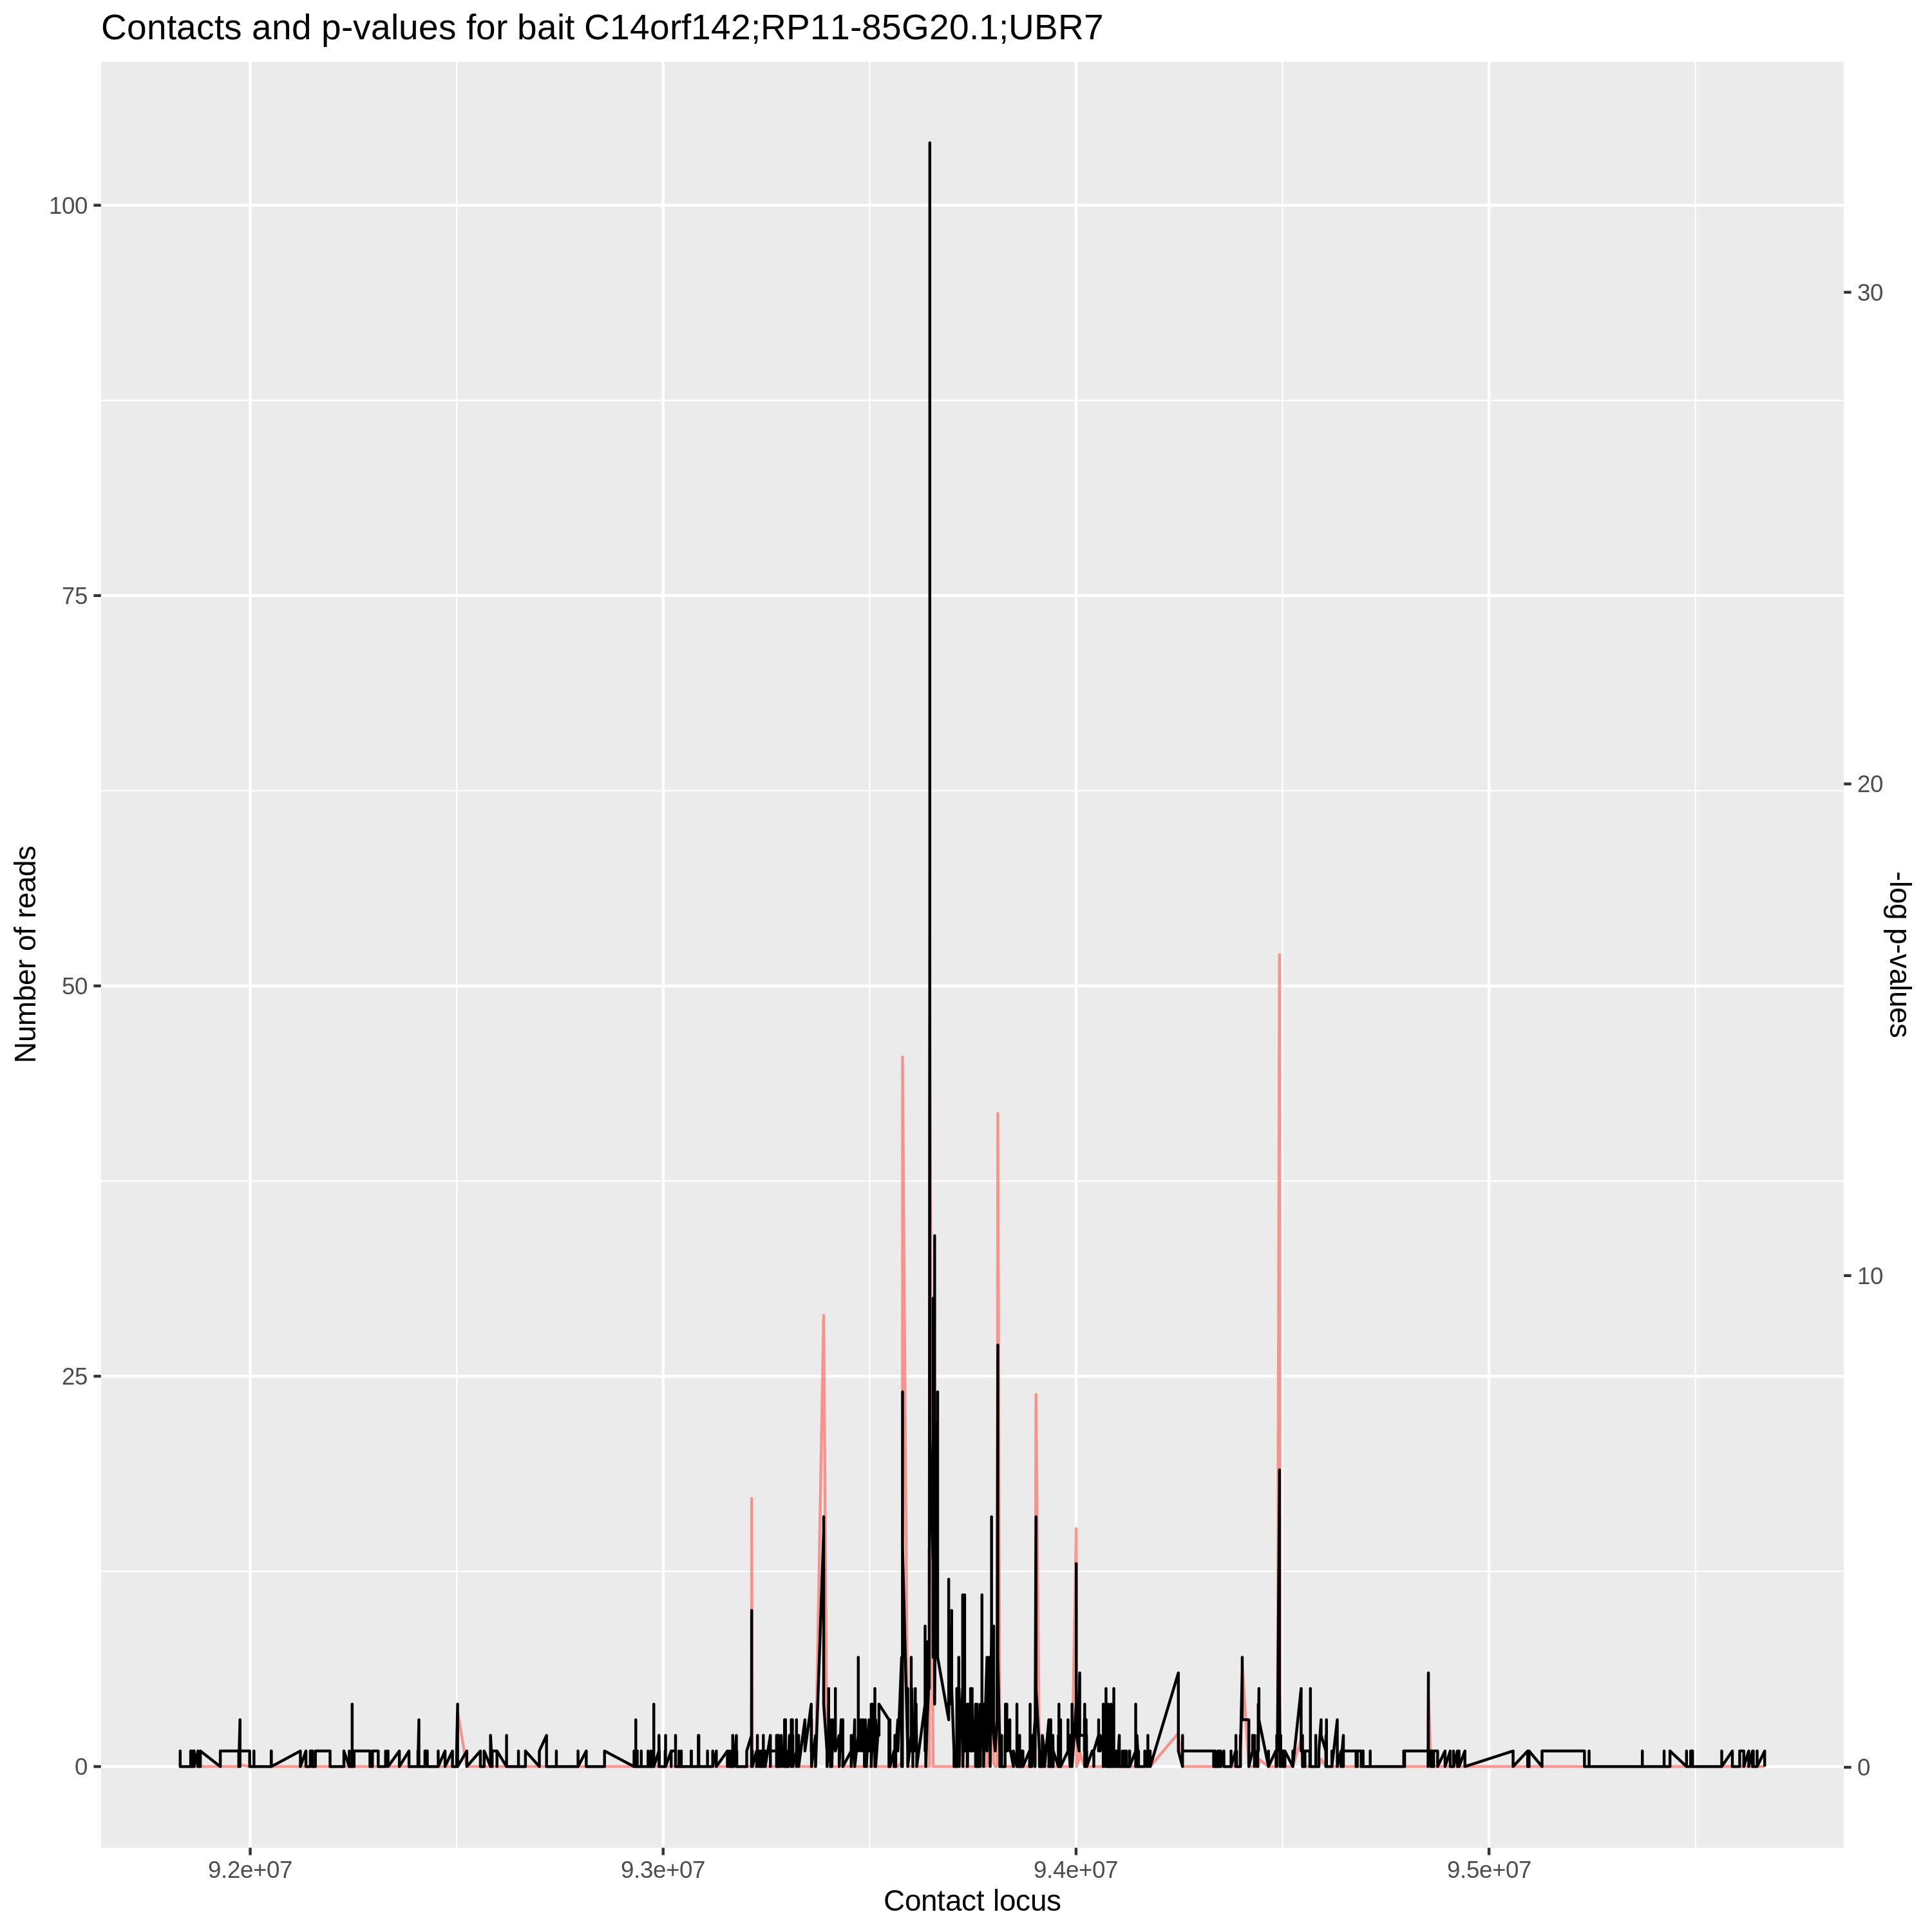 Contacts and p-values for bait C14orf142;RP11-85G20.1;UBR7
Number of reads
100
75
50
25
0
30
20
10
0
-log p-values
9.2e+07 9.3e+07 9.4e+07 9.5e+07
Contact locus